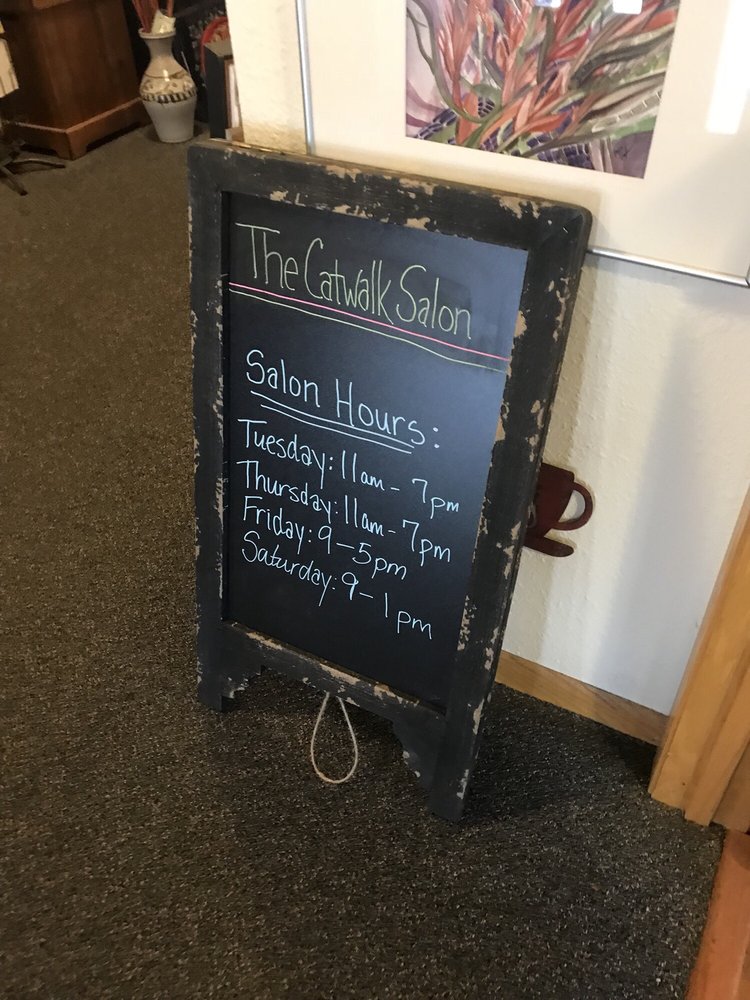 The Catwalk Salon
Salon Hours:
Tuesday: 11am - 7pm
Thursday: 11am - 7pm
Friday: 9 - 5pm
Saturday: 9 - 1pm